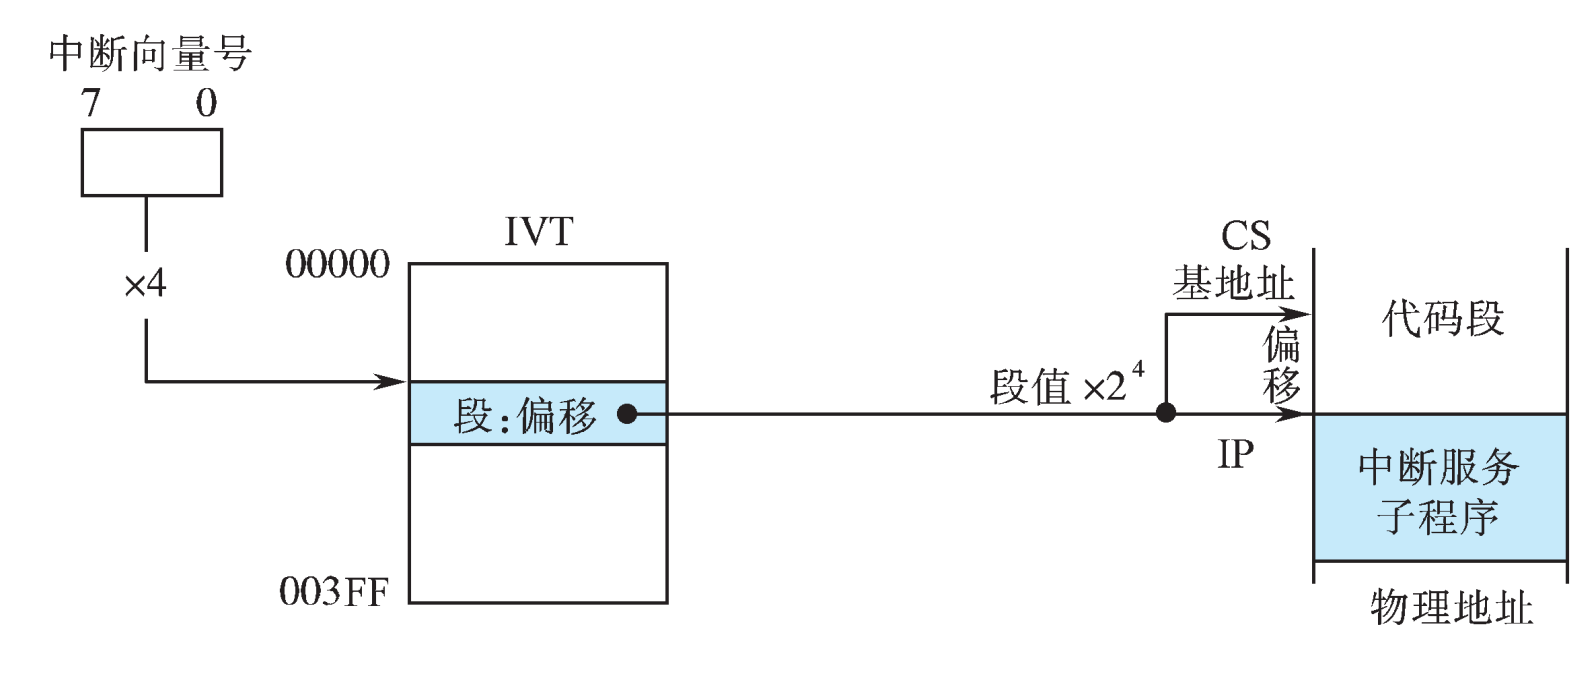 中断向量号
7 0
×4
IVT
00000
段:偏移
003FF
段值×2⁴
CS
基地址
偏移
IP
代码段
中断服务
子程序
物理地址